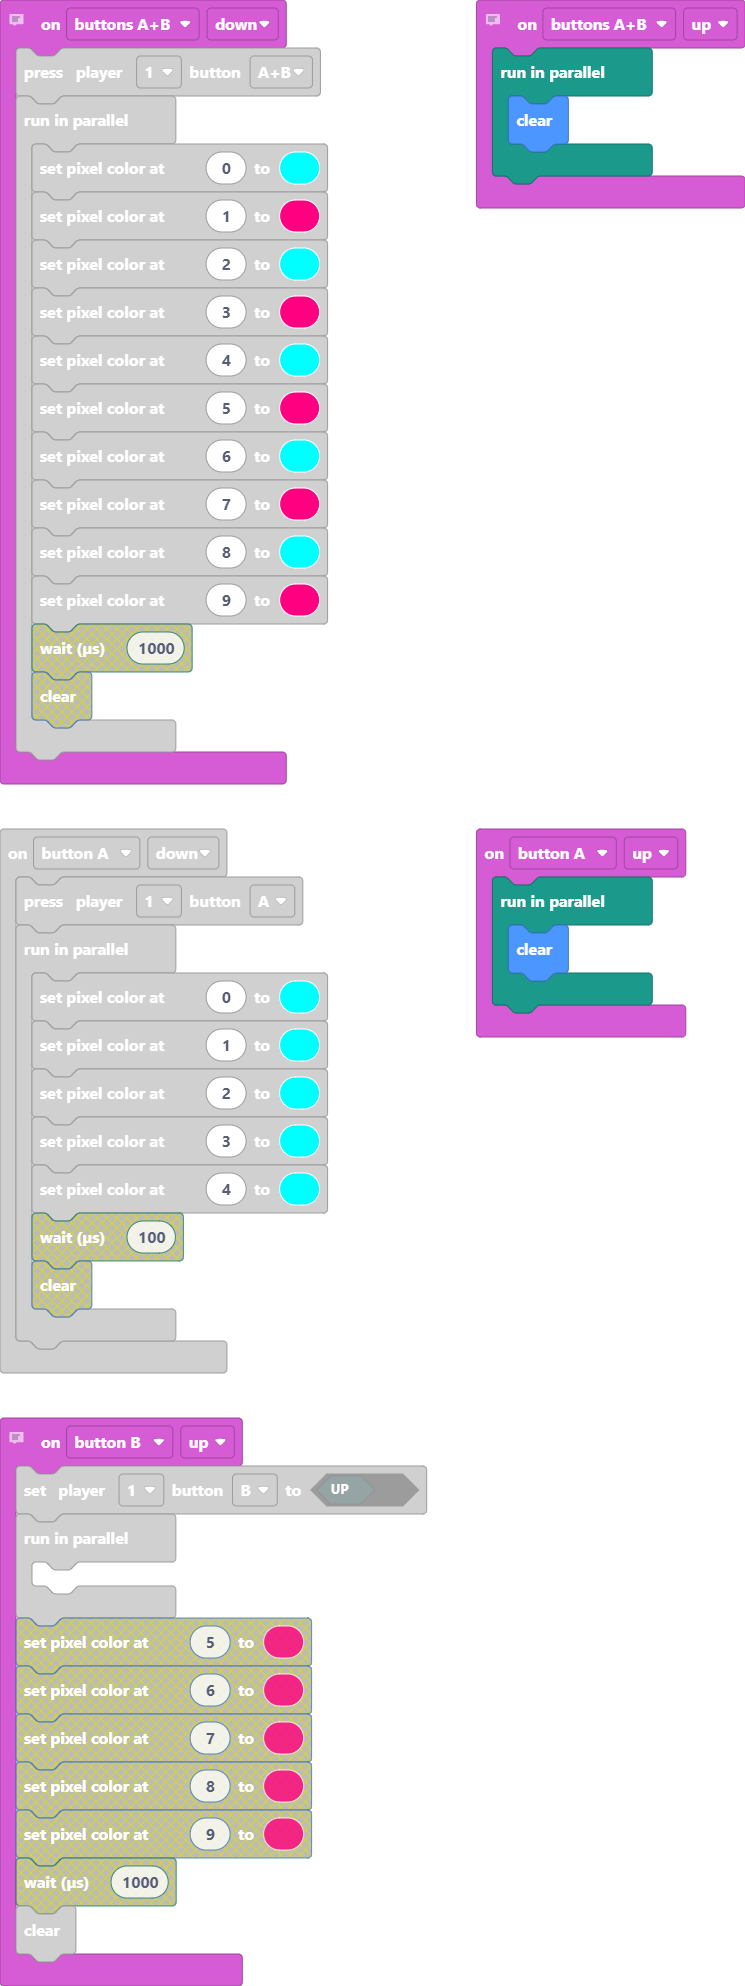 on buttons A+B down
press player 1 button A+B
run in parallel
set pixel color at 0 to
set pixel color at 1 to
set pixel color at 2 to
set pixel color at 3 to
set pixel color at 4 to
set pixel color at 5 to
set pixel color at 6 to
set pixel color at 7 to
set pixel color at 8 to
set pixel color at 9 to
wait (µs) 1000
clear
on buttons A+B up
run in parallel
clear
on button A down
press player 1 button A
run in parallel
set pixel color at 0 to
set pixel color at 1 to
set pixel color at 2 to
set pixel color at 3 to
set pixel color at 4 to
wait (µs) 100
clear
on button A up
run in parallel
clear
on button B up
set player 1 button B to UP
run in parallel
set pixel color at 5 to
set pixel color at 6 to
set pixel color at 7 to
set pixel color at 8 to
set pixel color at 9 to
wait (µs) 1000
clear